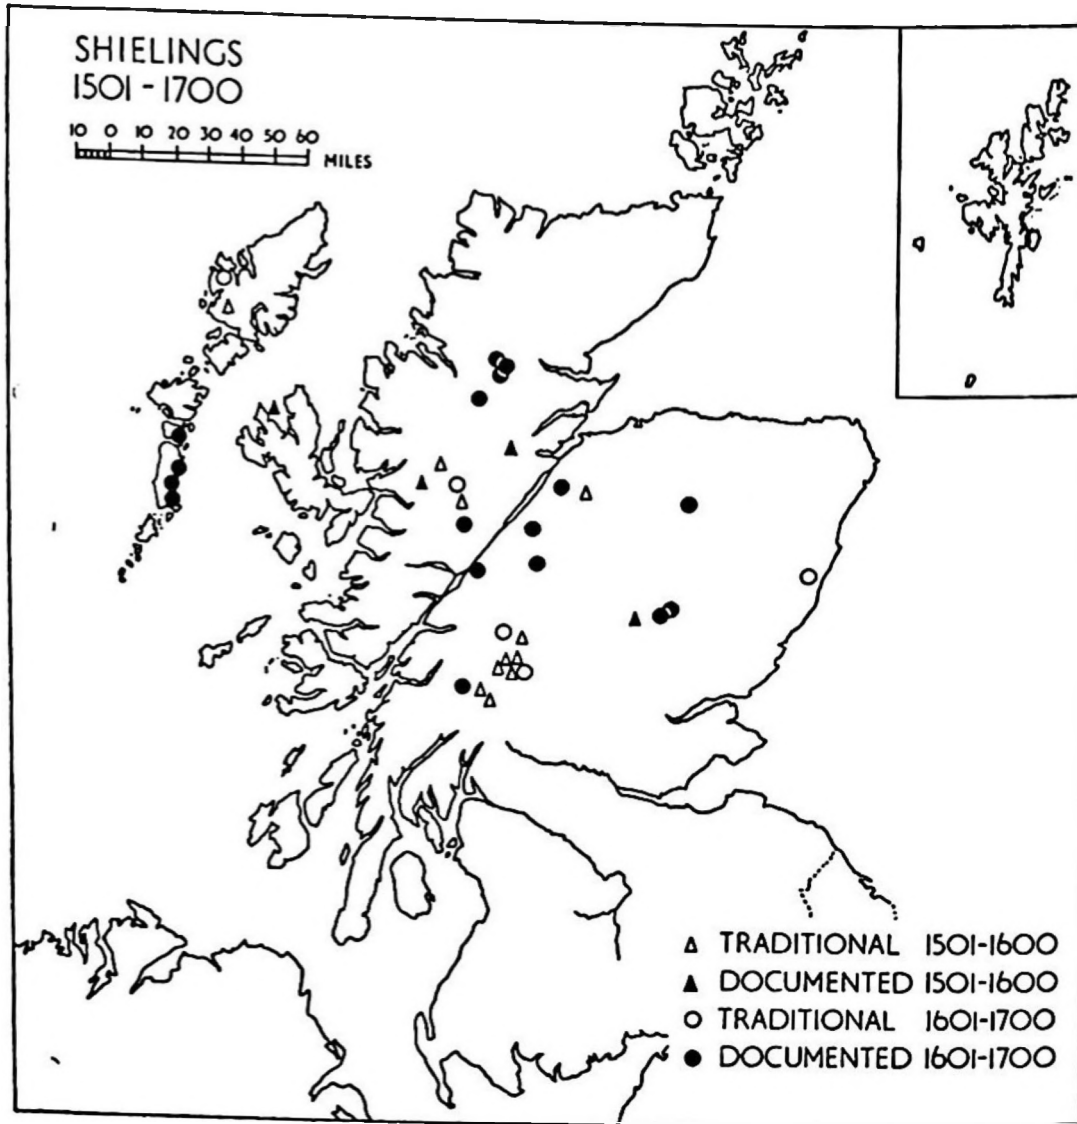 SHIELINGS
1501-1700
10 0 10 20 30 40 50 60
MILES
TRADITIONAL 1501-1600
DOCUMENTED 1501-1600
TRADITIONAL 1601-1700
DOCUMENTED 1601-1700